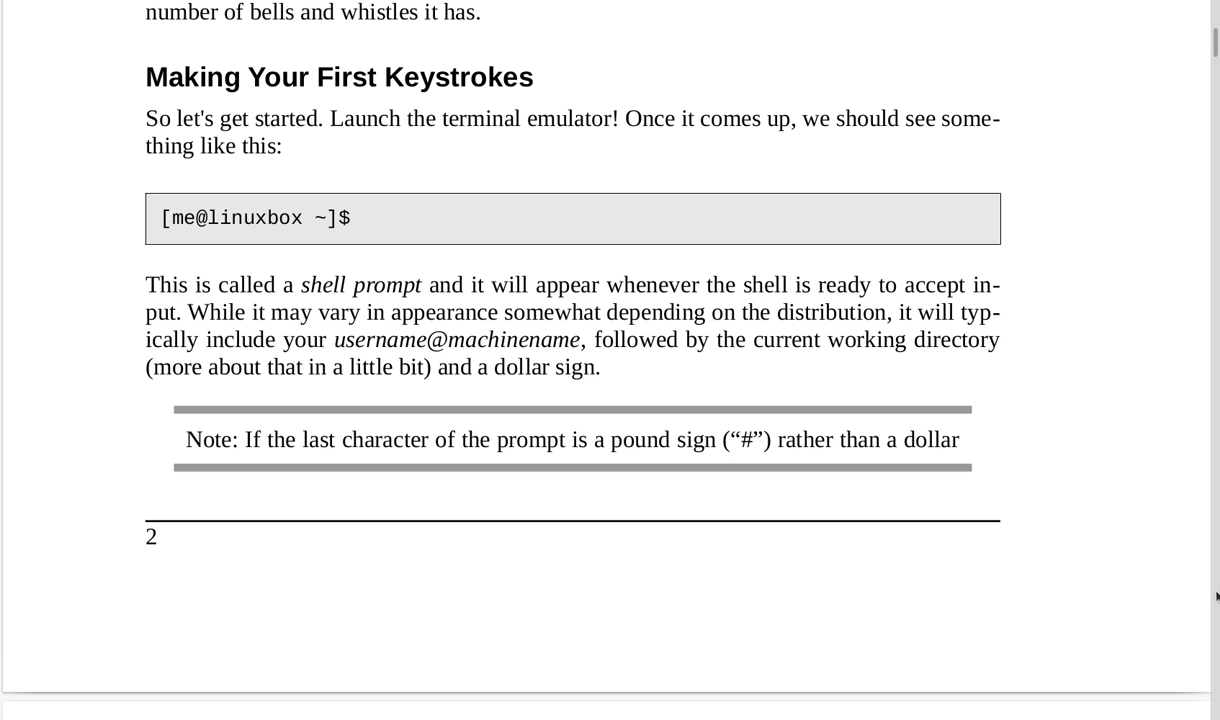 number of bells and whistles it has.
Making Your First Keystrokes
So let's get started. Launch the terminal emulator! Once it comes up, we should see some-
thing like this:
[me@linuxbox ~]$
This is called a shell prompt and it will appear whenever the shell is ready to accept in-
put. While it may vary in appearance somewhat depending on the distribution, it will typ-
ically include your username@machinename, followed by the current working directory
(more about that in a little bit) and a dollar sign.
Note: If the last character of the prompt is a pound sign (“#”) rather than a dollar
2